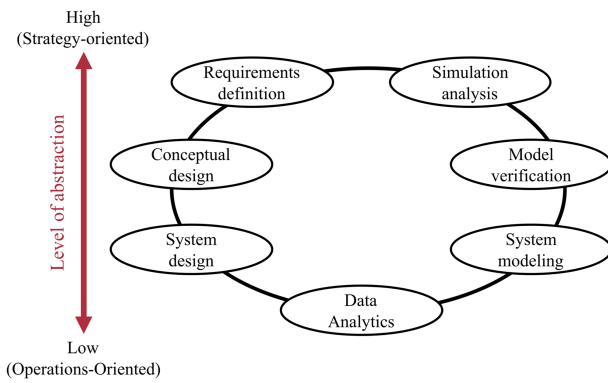 High
(Strategy-oriented)
Level of abstraction
Low
(Operations-Oriented)
Requirements
definition
Simulation
analysis
Conceptual
design
Model
verification
System
design
System
modeling
Data
Analytics